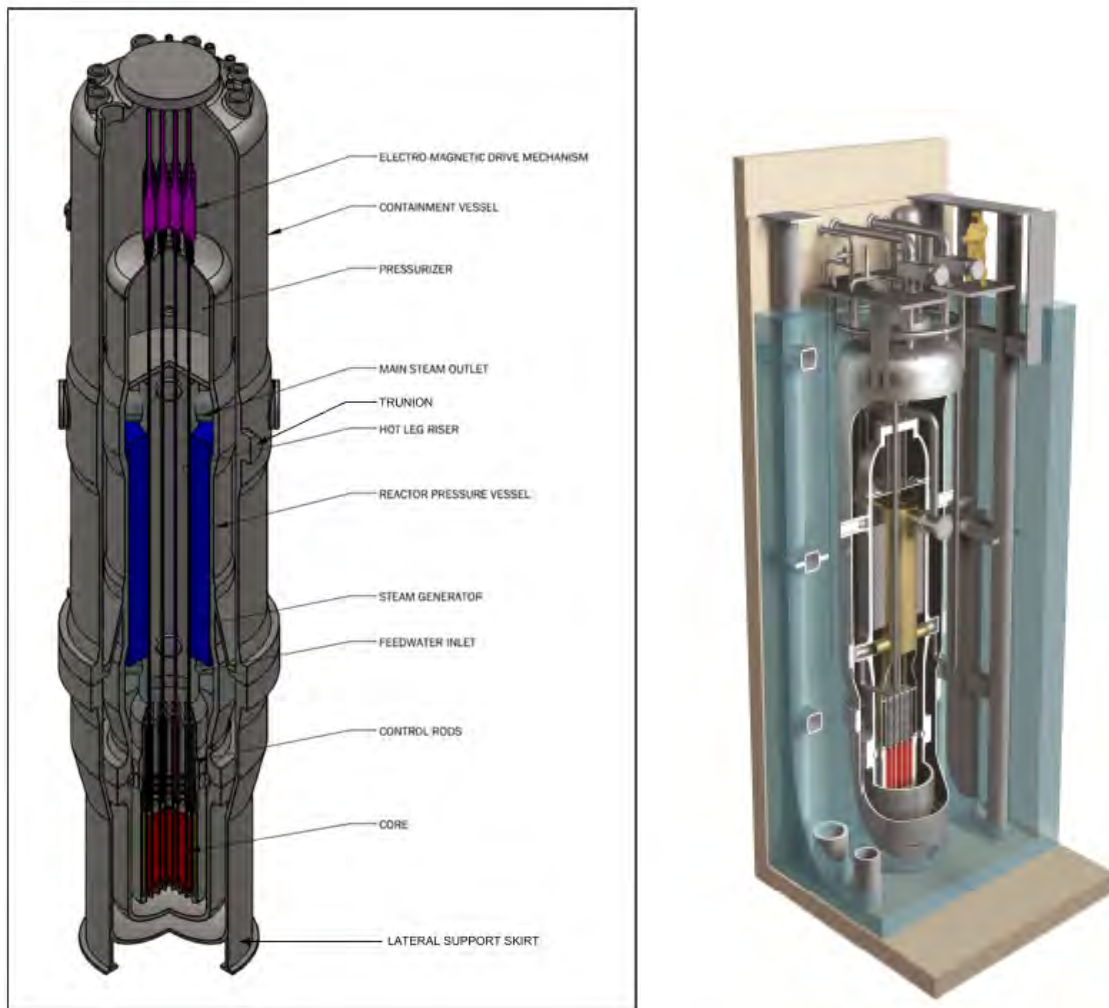 ELECTRO-MAGNETIC DRIVE MECHANISM
CONTAINMENT VESSEL
PRESSURIZER
MAIN STEAM OUTLET
TRUNION
HOT LEG RISER
REACTOR PRESSURE VESSEL
STEAM GENERATOR
FEEDWATER INLET
CONTROL RODS
CORE
LATERAL SUPPORT SKIRT